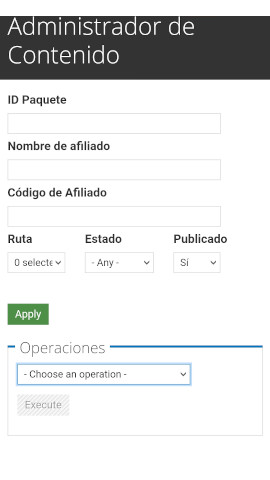 Administrador de
Contenido
ID Paquete
Nombre de afiliado
Código de Afiliado
Ruta Estado Publicado
0 selecte - Any - Sí
Apply
Operaciones
- Choose an operation -
Execute